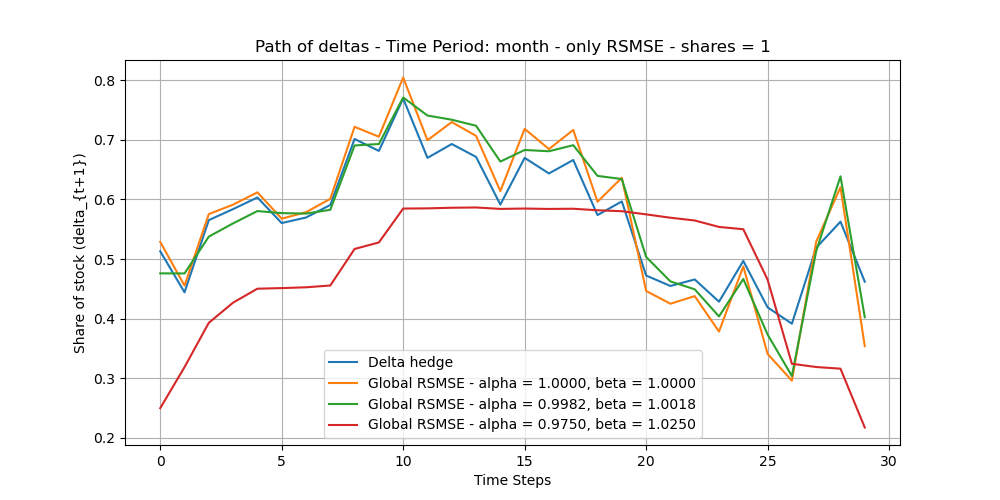 Path of deltas - Time Period: month - only RSMSE - shares = 1
Share of stock (delta_{t+1})
0.8
0.7
0.6
0.5
0.4
0.3
0.2
Delta hedge
Global RSMSE - alpha = 1.0000, beta = 1.0000
Global RSMSE - alpha = 0.9982, beta = 1.0018
Global RSMSE - alpha = 0.9750, beta = 1.0250
0 5 10 15 20 25 30
Time Steps